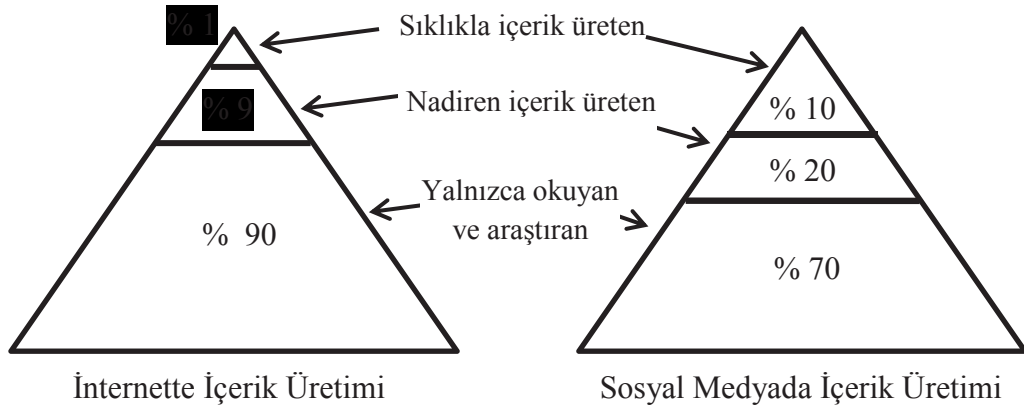 % 1
Sıklıkla içerik üreten
% 9
Nadiren içerik üreten
% 10
% 20
Yalnızca okuyan
ve araştıran
% 90
% 70
İnternette İçerik Üretimi
Sosyal Medyada İçerik Üretimi